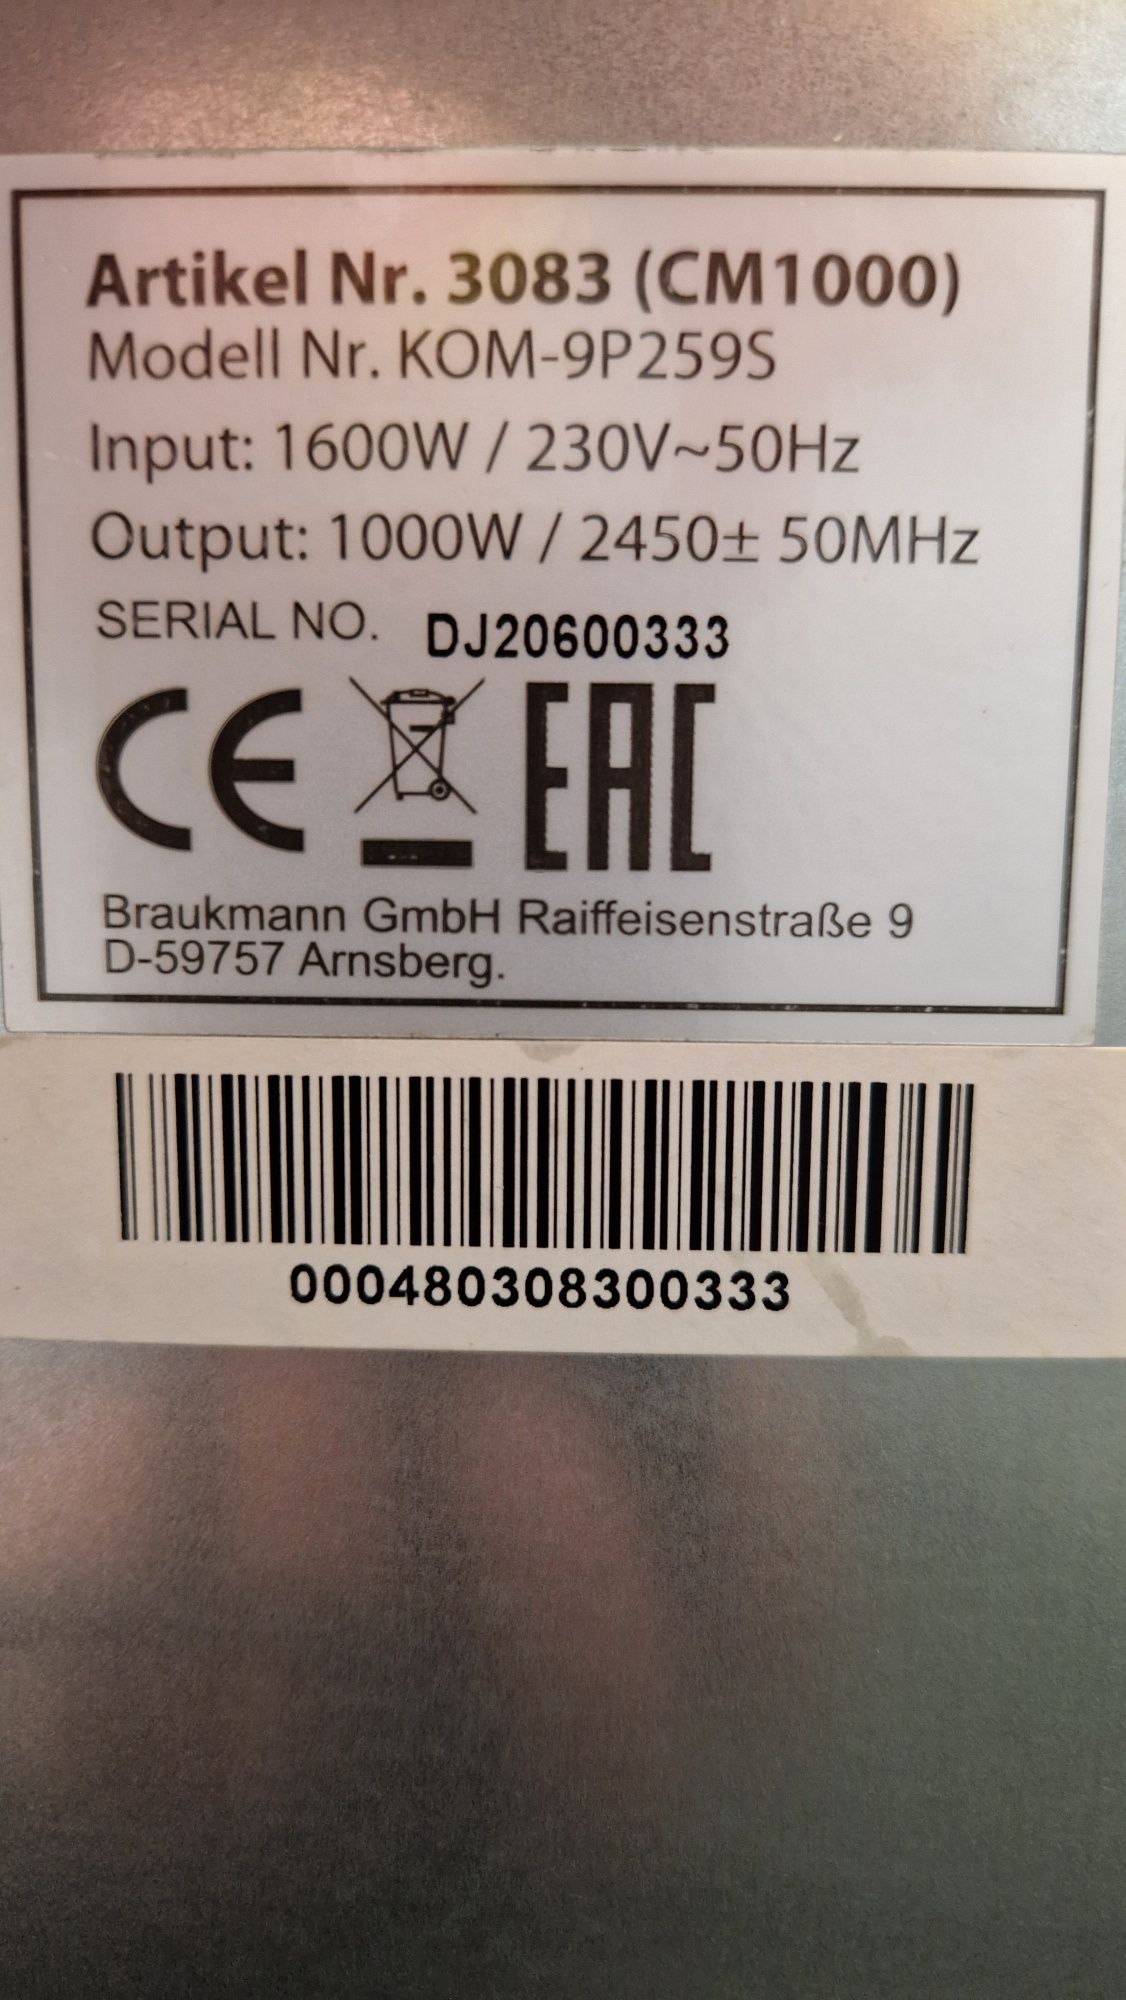 Artikel Nr. 3083 (CM1000)
Modell Nr. KOM-9P259S
Input: 1600W / 230V~50Hz
Output: 1000W / 2450± 50MHz
SERIAL NO. DJ20600333
CE EAC
Braukmann GmbH Raiffeisenstraße 9
D-59757 Arnsberg.
000480308300333